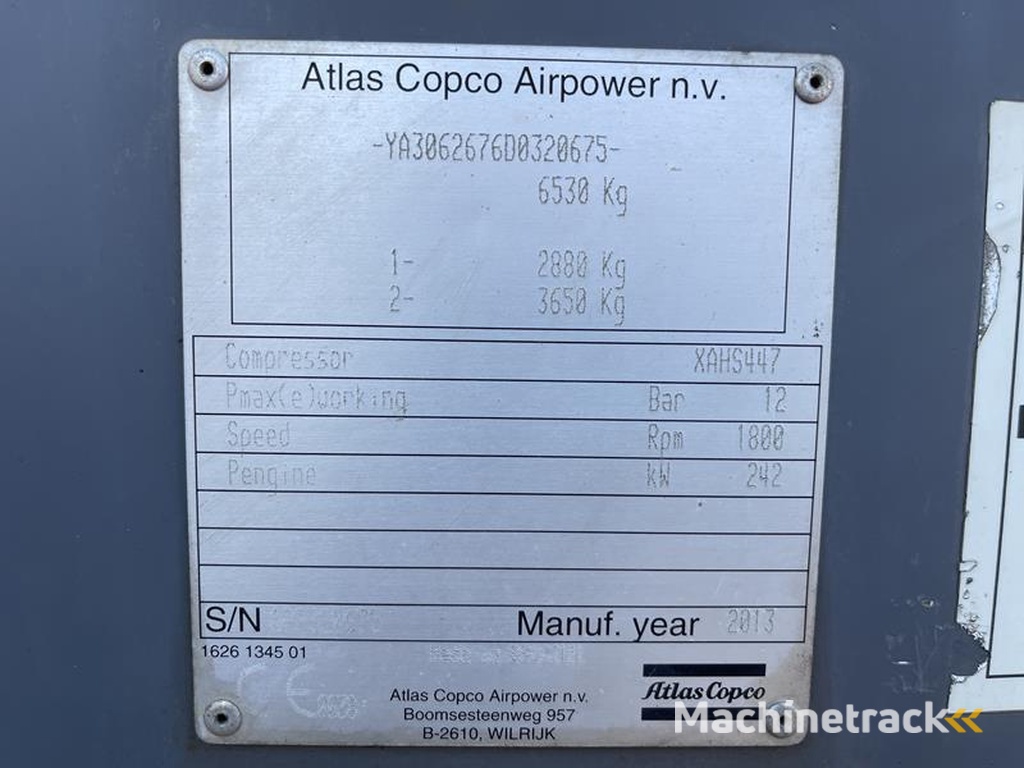 Atlas Copco Airpower n.v.
-YA3062676D0320675-
6530 Kg
1- 2880 Kg
2- 3650 Kg
Compressor XAHS447
Pmax(e)working Bar 12
Speed Rpm 1800
Pengine kW 242
S/N Manuf. year 2013
1626 1345 01
CE
Atlas Copco Airpower n.v.
Boomsesteenweg 957
B-2610, WILRIJK
Atlas Copco
Machinetrack